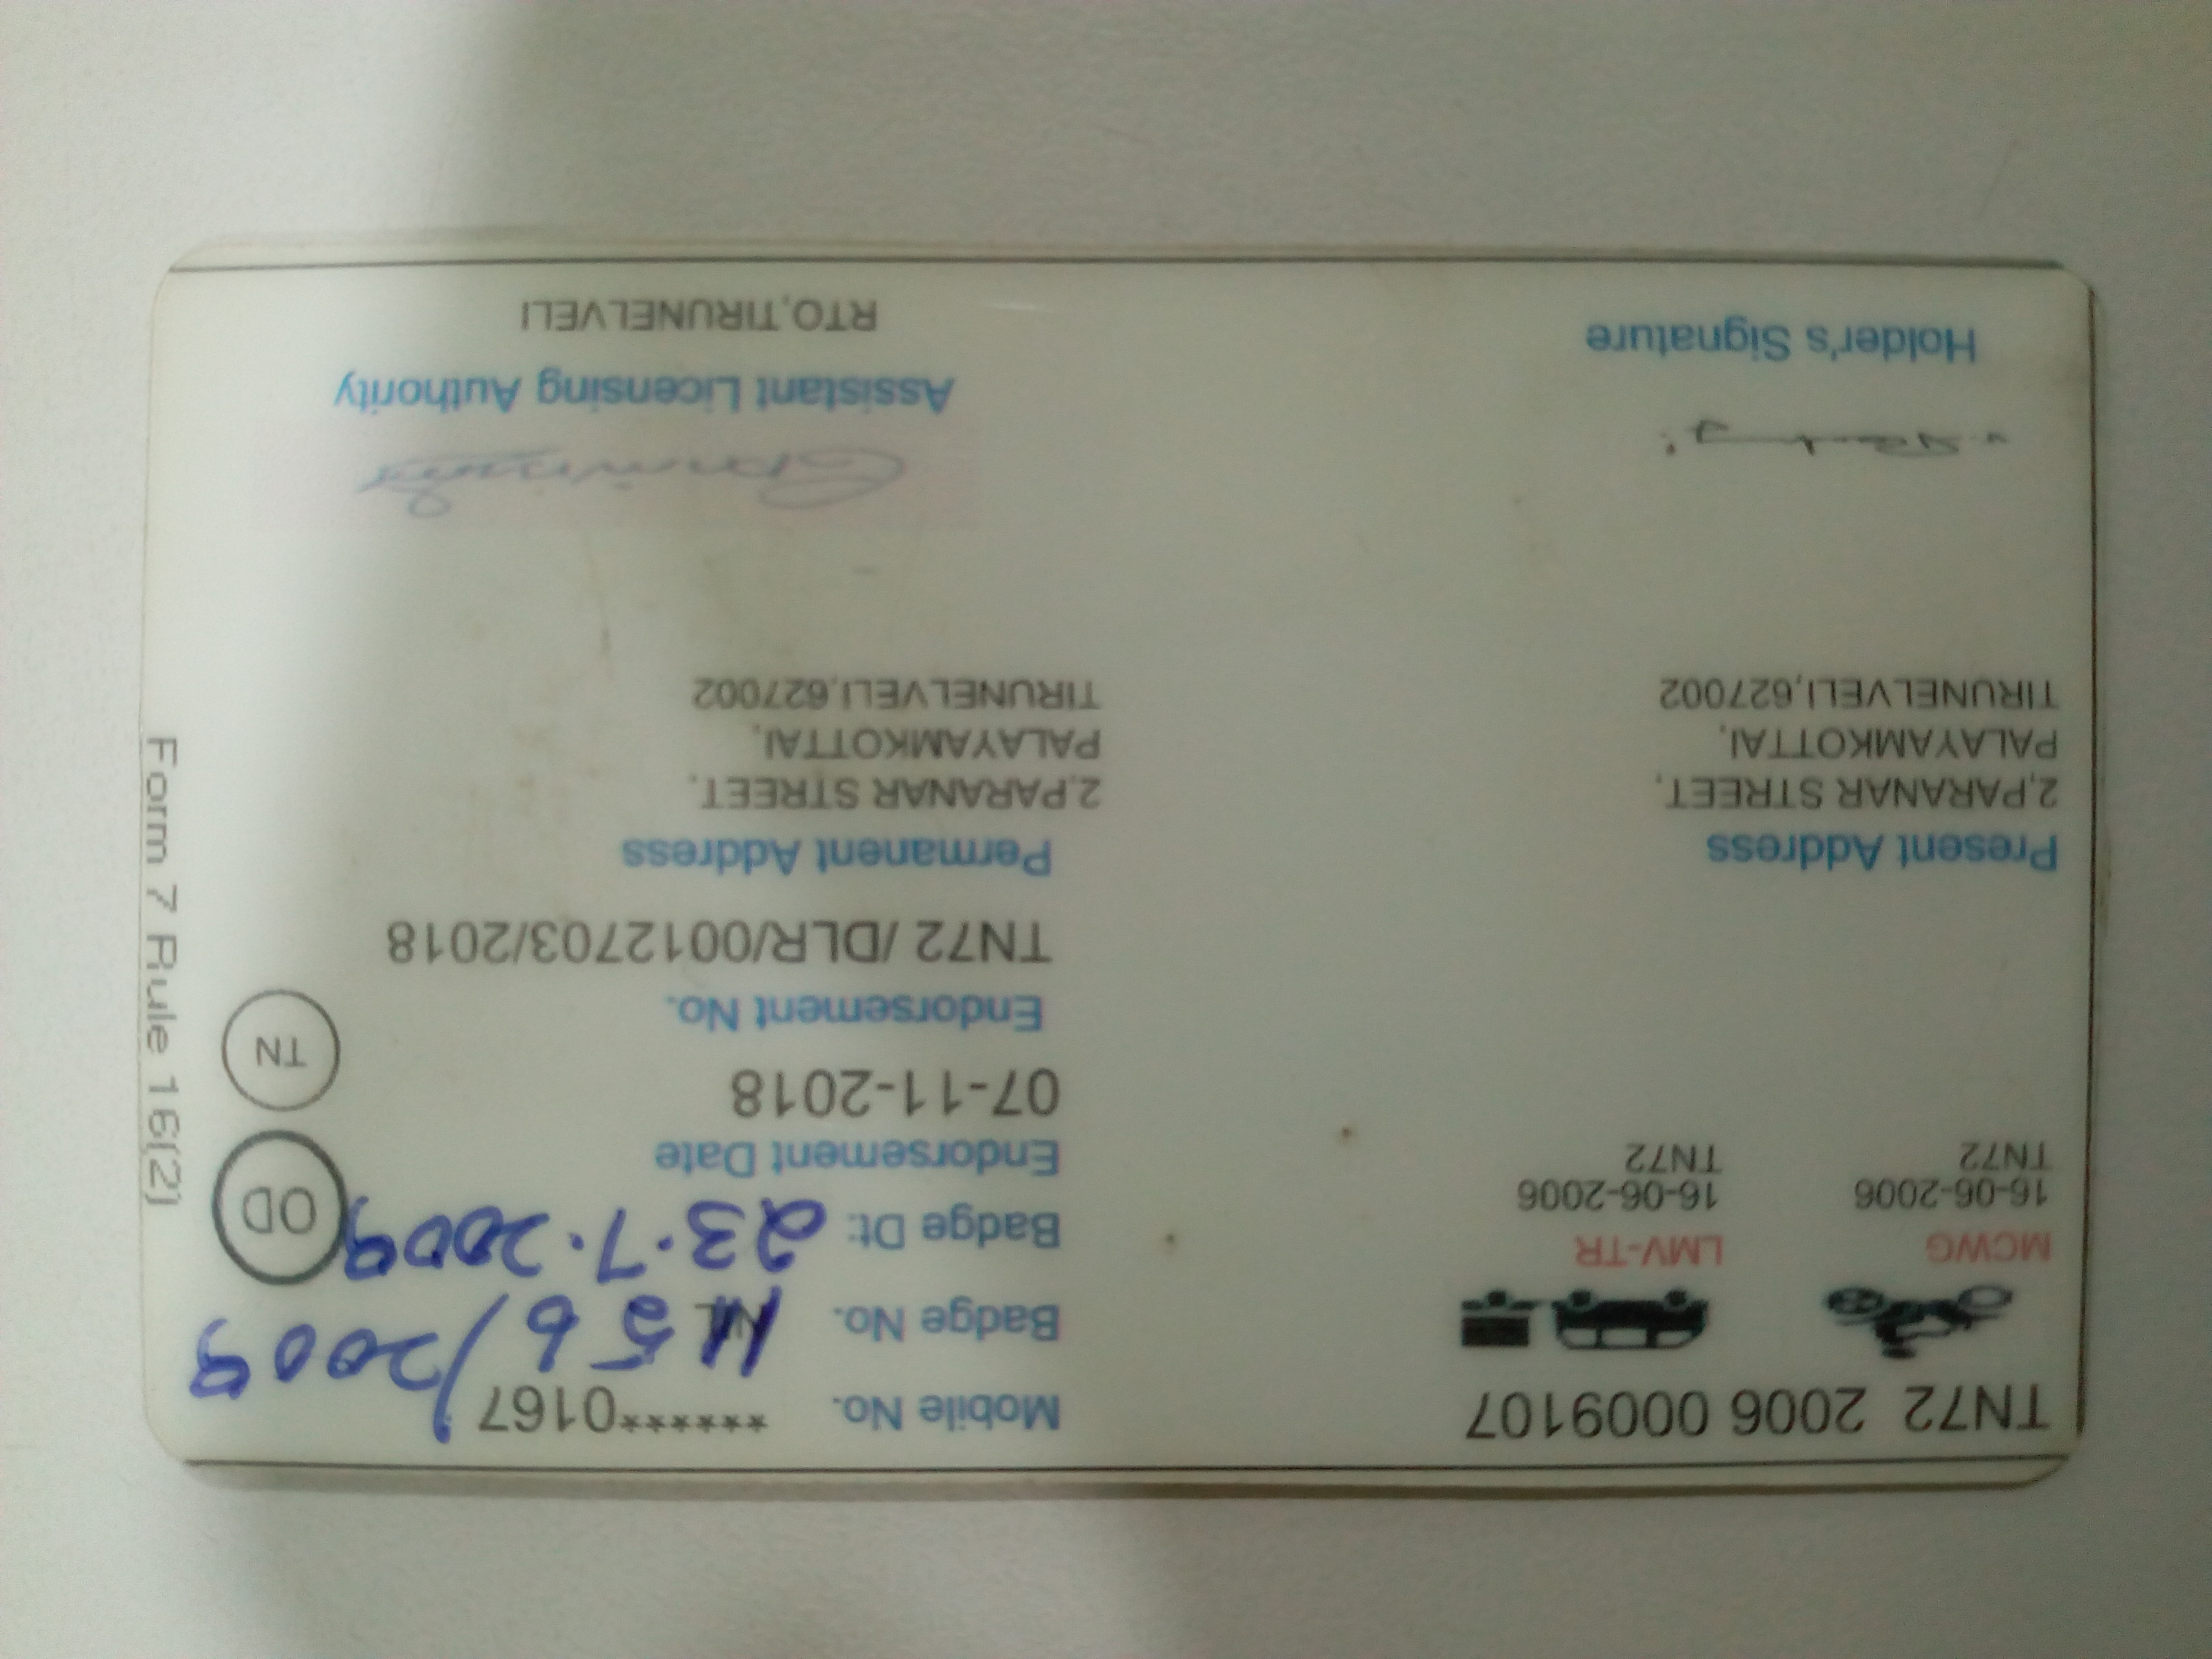 TN72 2006 0009107
MCWG
16-06-2006
TN72
LMV-TR
16-06-2006
TN72
Present Address
2,PARANAR STREET,
PALAYAMKOTTAI,
TIRUNELVELI,627002
Holder's Signature
Mobile No. ******0167
Badge No. 456/2009
Badge Dt: 23.7.2009
Endorsement Date
07-11-2018
Endorsement No.
TN72 /DLR/0012703/2018
Permanent Address
2,PARANAR STREET,
PALAYAMKOTTAI,
TIRUNELVELI,627002
Assistant Licensing Authority
RTO,TIRUNELVELI
OD
TN
Form 7 Rule 16(2)